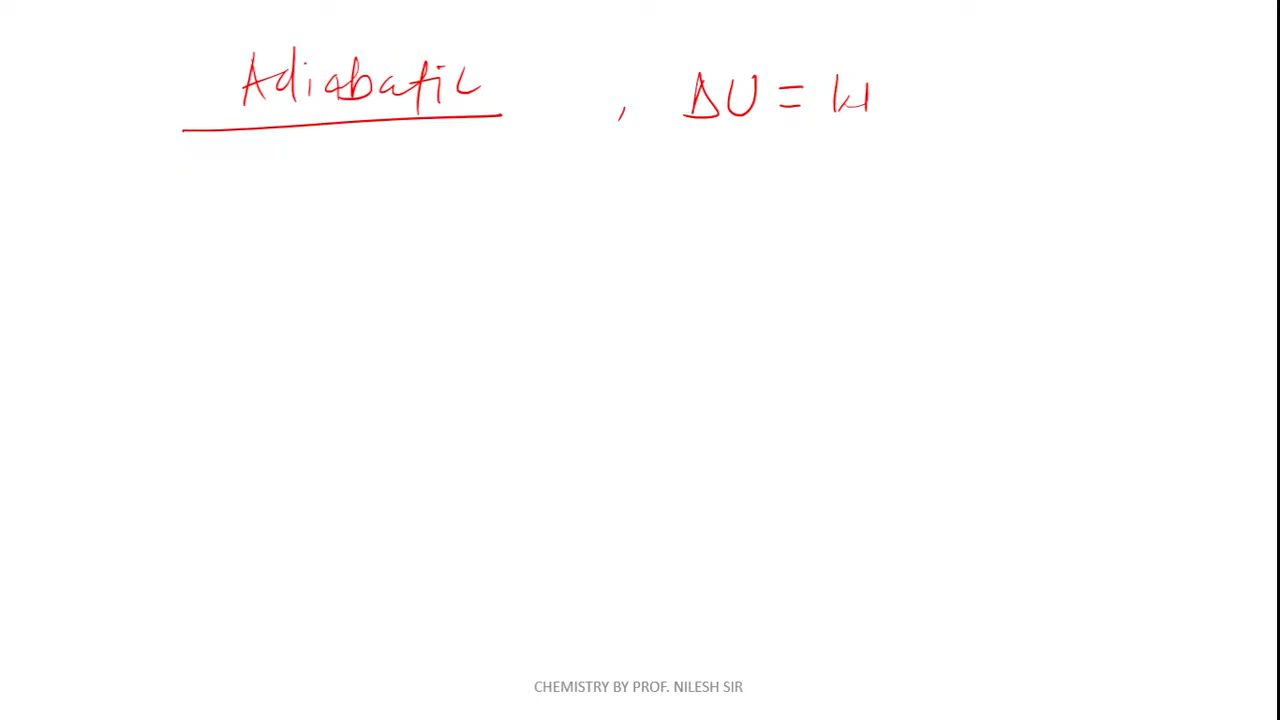 Adiabatic , ΔU = W
CHEMISTRY BY PROF. NILESH SIR